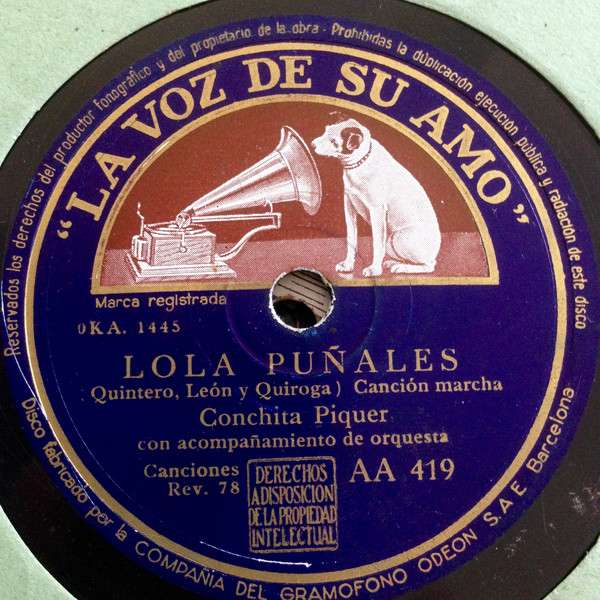 Reservados los derechos del productor fonográfico y del propietario de la obra - Prohibidas la duplicación ejecución pública y radiación de este disco
"LA VOZ DE SU AMO"
Marca registrada
OKA. 1445
LOLA PUÑALES
Quintero, León y Quiroga) Canción marcha
Conchita Piquer
con acompañamiento de orquesta
Canciones
Rev. 78
DERECHOS
A DISPOSICION
DE LA PROPIEDAD
INTELECTUAL
AA 419
Disco fabricado por la COMPAÑIA DEL GRAMOFONO ODEON S.A.E. Barcelona